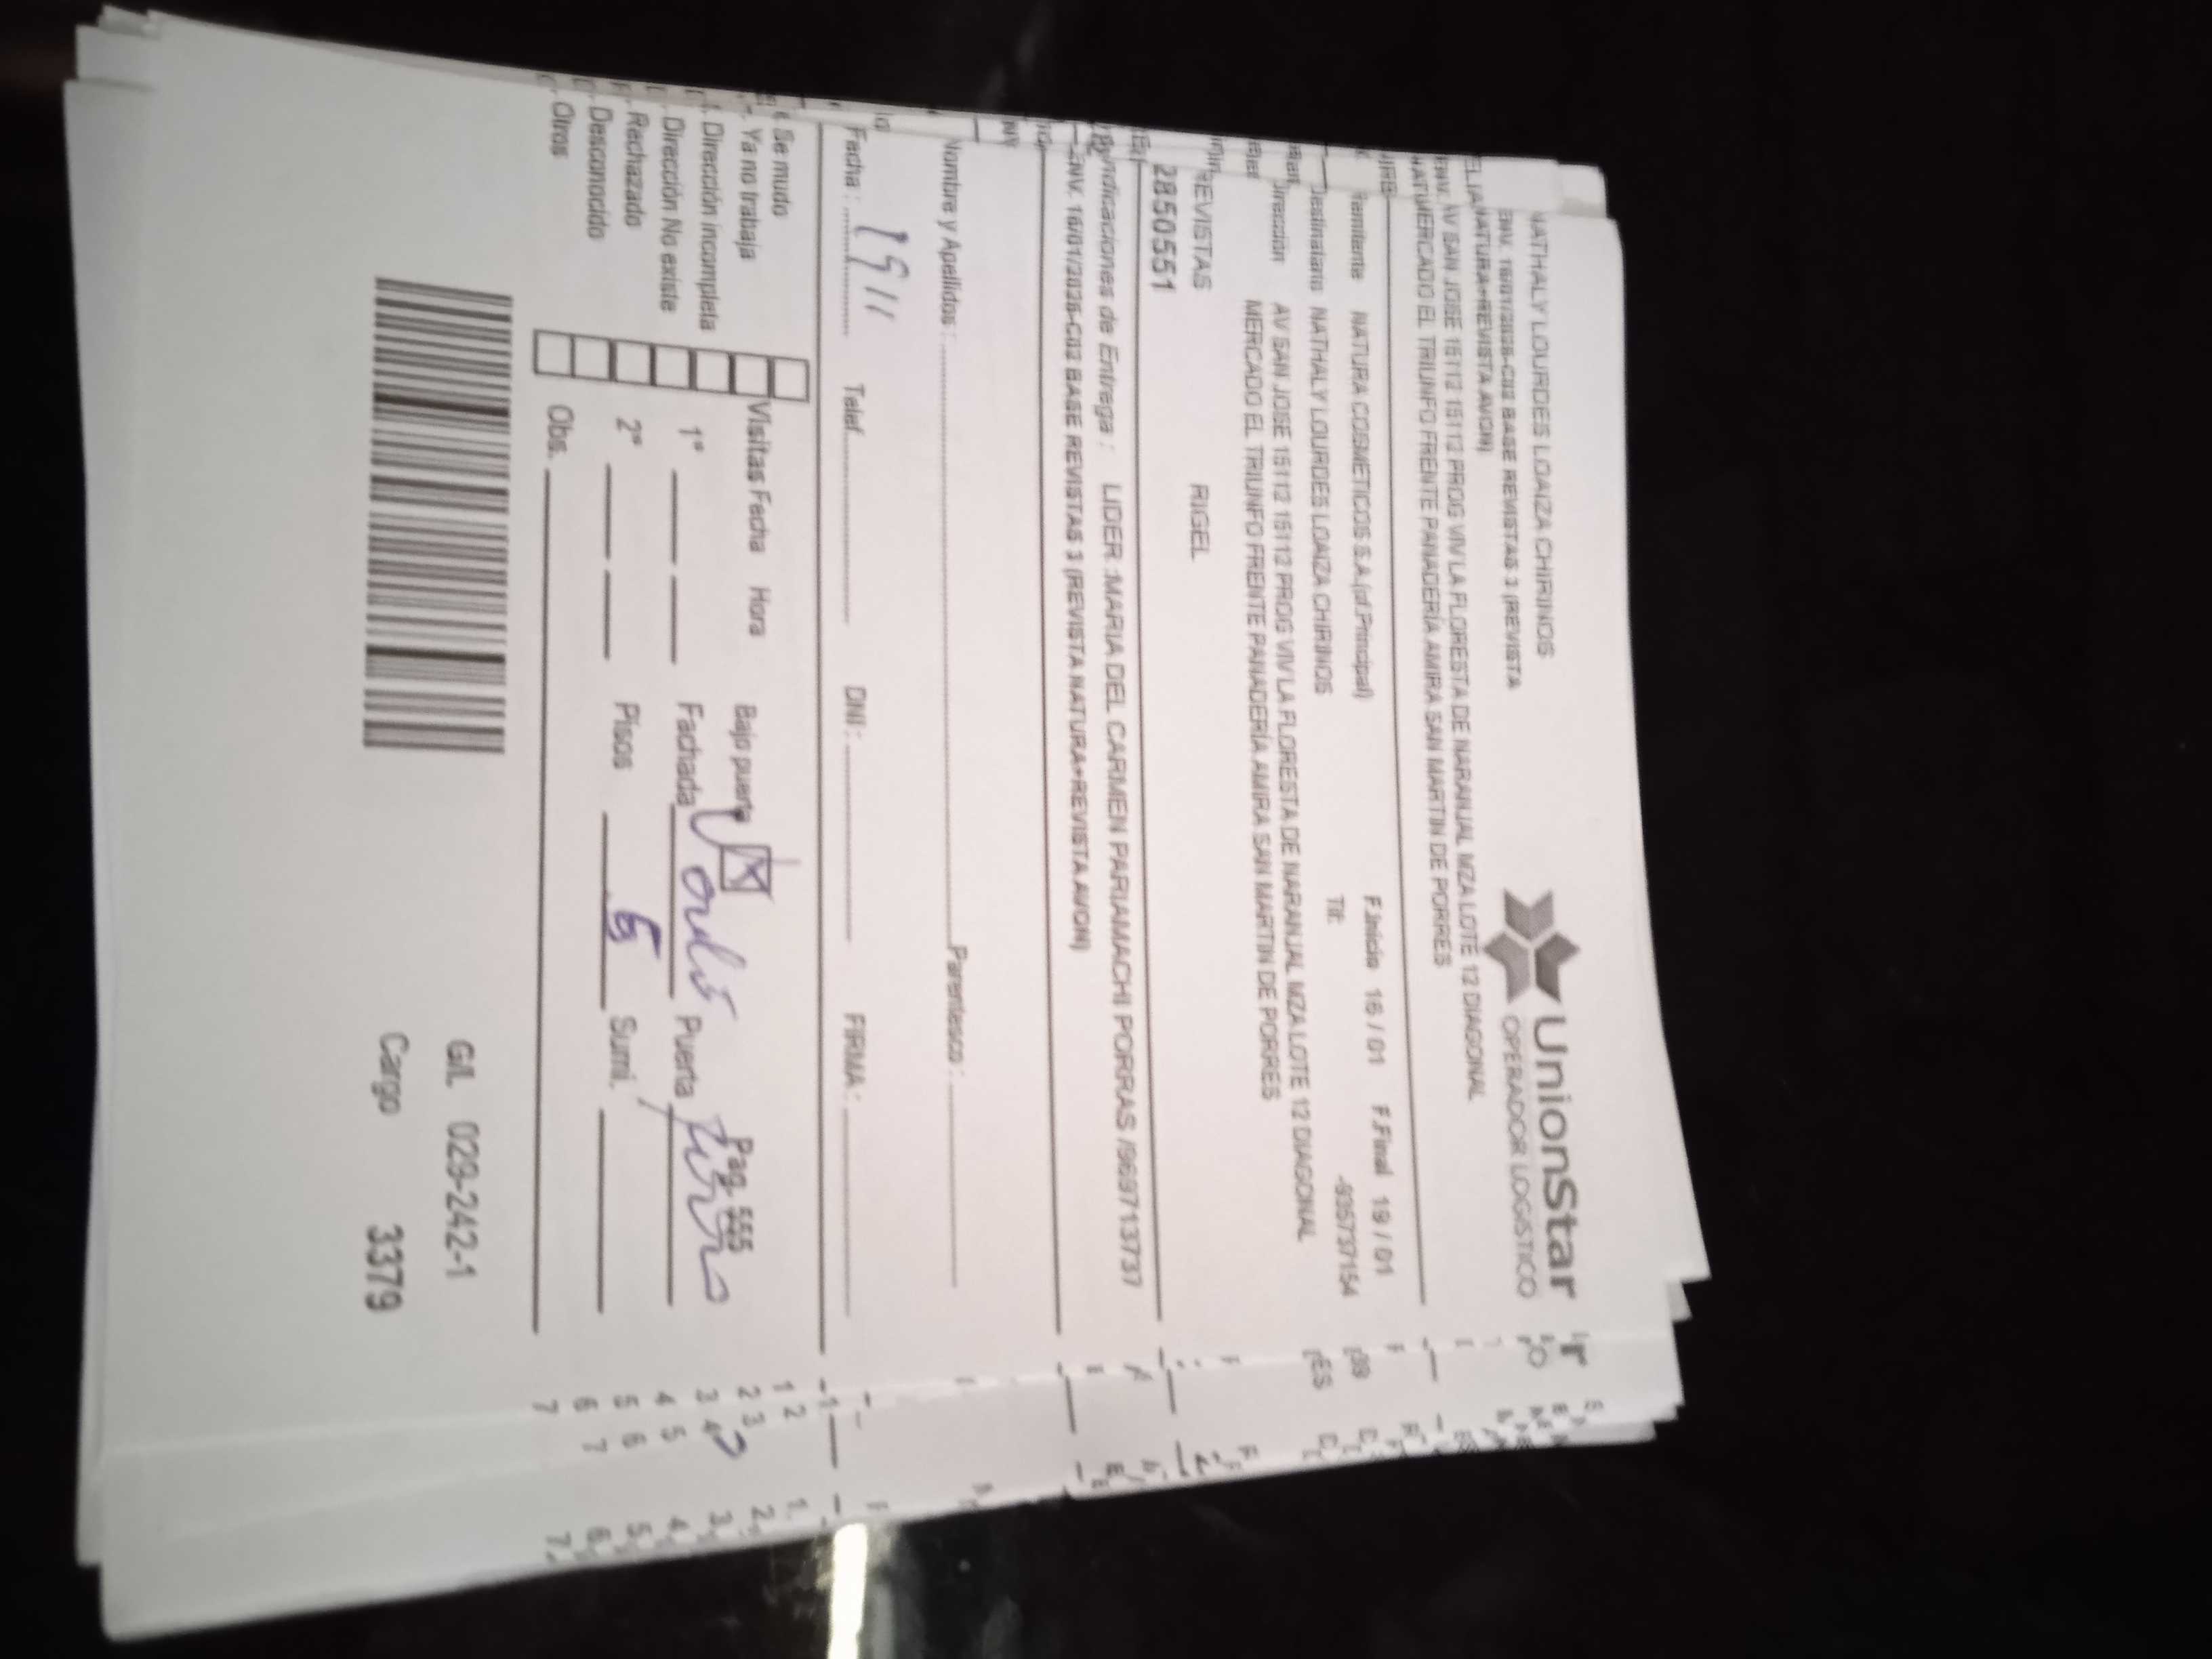 UnionStar
OPERADOR LOGISTICO
NATHALY LOURDES LOAIZA CHIRINOS
ENV. 16/01/2026-C02 BASE REVISTAS 3 (REVISTA
NATURA+REVISTA AVON)
AV SAN JOSE 15112 15112 PROG VIV LA FLORESTA DE NARANJAL MZA LOTE 12 DIAGONAL
MERCADO EL TRIUNFO FRENTE PANADERÍA AMIRA SAN MARTIN DE PORRES
Remitente NATURA COSMETICOS S.A.(of.Principal) F.Inicio 16 / 01 F.Final 19 / 01
Destinatario NATHALY LOURDES LOAIZA CHIRINOS Tlf: -935737154
Dirección AV SAN JOSE 15112 15112 PROG VIV LA FLORESTA DE NARANJAL MZA LOTE 12 DIAGONAL
MERCADO EL TRIUNFO FRENTE PANADERÍA AMIRA SAN MARTIN DE PORRES
REVISTAS RIGEL
2850551
Indicaciones de Entrega : LIDER :MARIA DEL CARMEN PARIAMACHI PORRAS /969713737
ENV. 16/01/2026-C02 BASE REVISTAS 3 (REVISTA NATURA+REVISTA AVON)
Nombre y Apellidos : Parentesco :
Fecha : Telef. DNI : FIRMA :
Se mudo
Ya no trabaja
Dirección incompleta
Dirección No existe
Rechazado
Desconocido
Otros
Visitas Fecha Hora
1°
2°
Obs.
Bajo puerta Pag. 555
Fachada Puerta
Pisos Sumi.
G/L 029-242-1
Cargo 3379